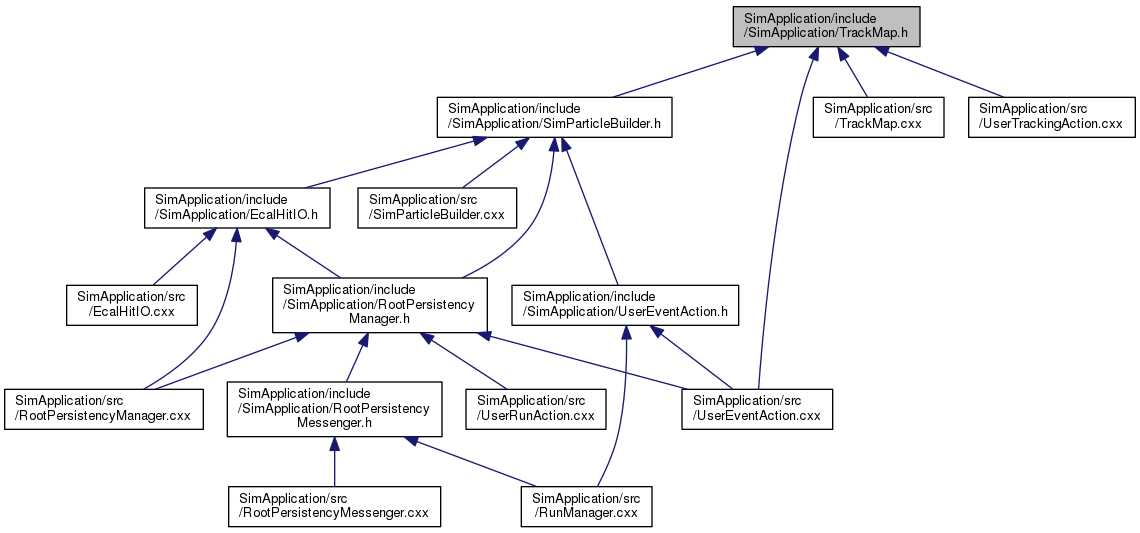 SimApplication/include
/SimApplication/TrackMap.h
SimApplication/include
/SimApplication/SimParticleBuilder.h
SimApplication/src
/TrackMap.cxx
SimApplication/src
/UserTrackingAction.cxx
SimApplication/include
/SimApplication/EcalHitIO.h
SimApplication/src
/SimParticleBuilder.cxx
SimApplication/src
/EcalHitIO.cxx
SimApplication/include
/SimApplication/RootPersistency
Manager.h
SimApplication/include
/SimApplication/UserEventAction.h
SimApplication/src
/RootPersistencyManager.cxx
SimApplication/include
/SimApplication/RootPersistency
Messenger.h
SimApplication/src
/UserRunAction.cxx
SimApplication/src
/UserEventAction.cxx
SimApplication/src
/RootPersistencyMessenger.cxx
SimApplication/src
/RunManager.cxx